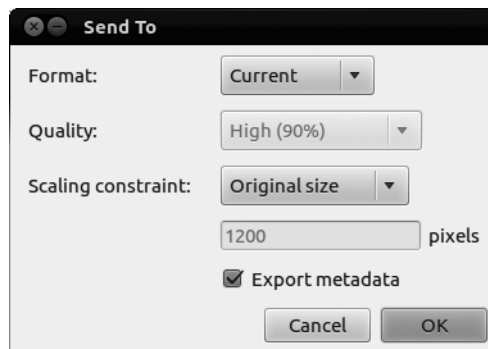 Send To
Format: Current
Quality: High (90%)
Scaling constraint: Original size
1200 pixels
Export metadata
Cancel OK